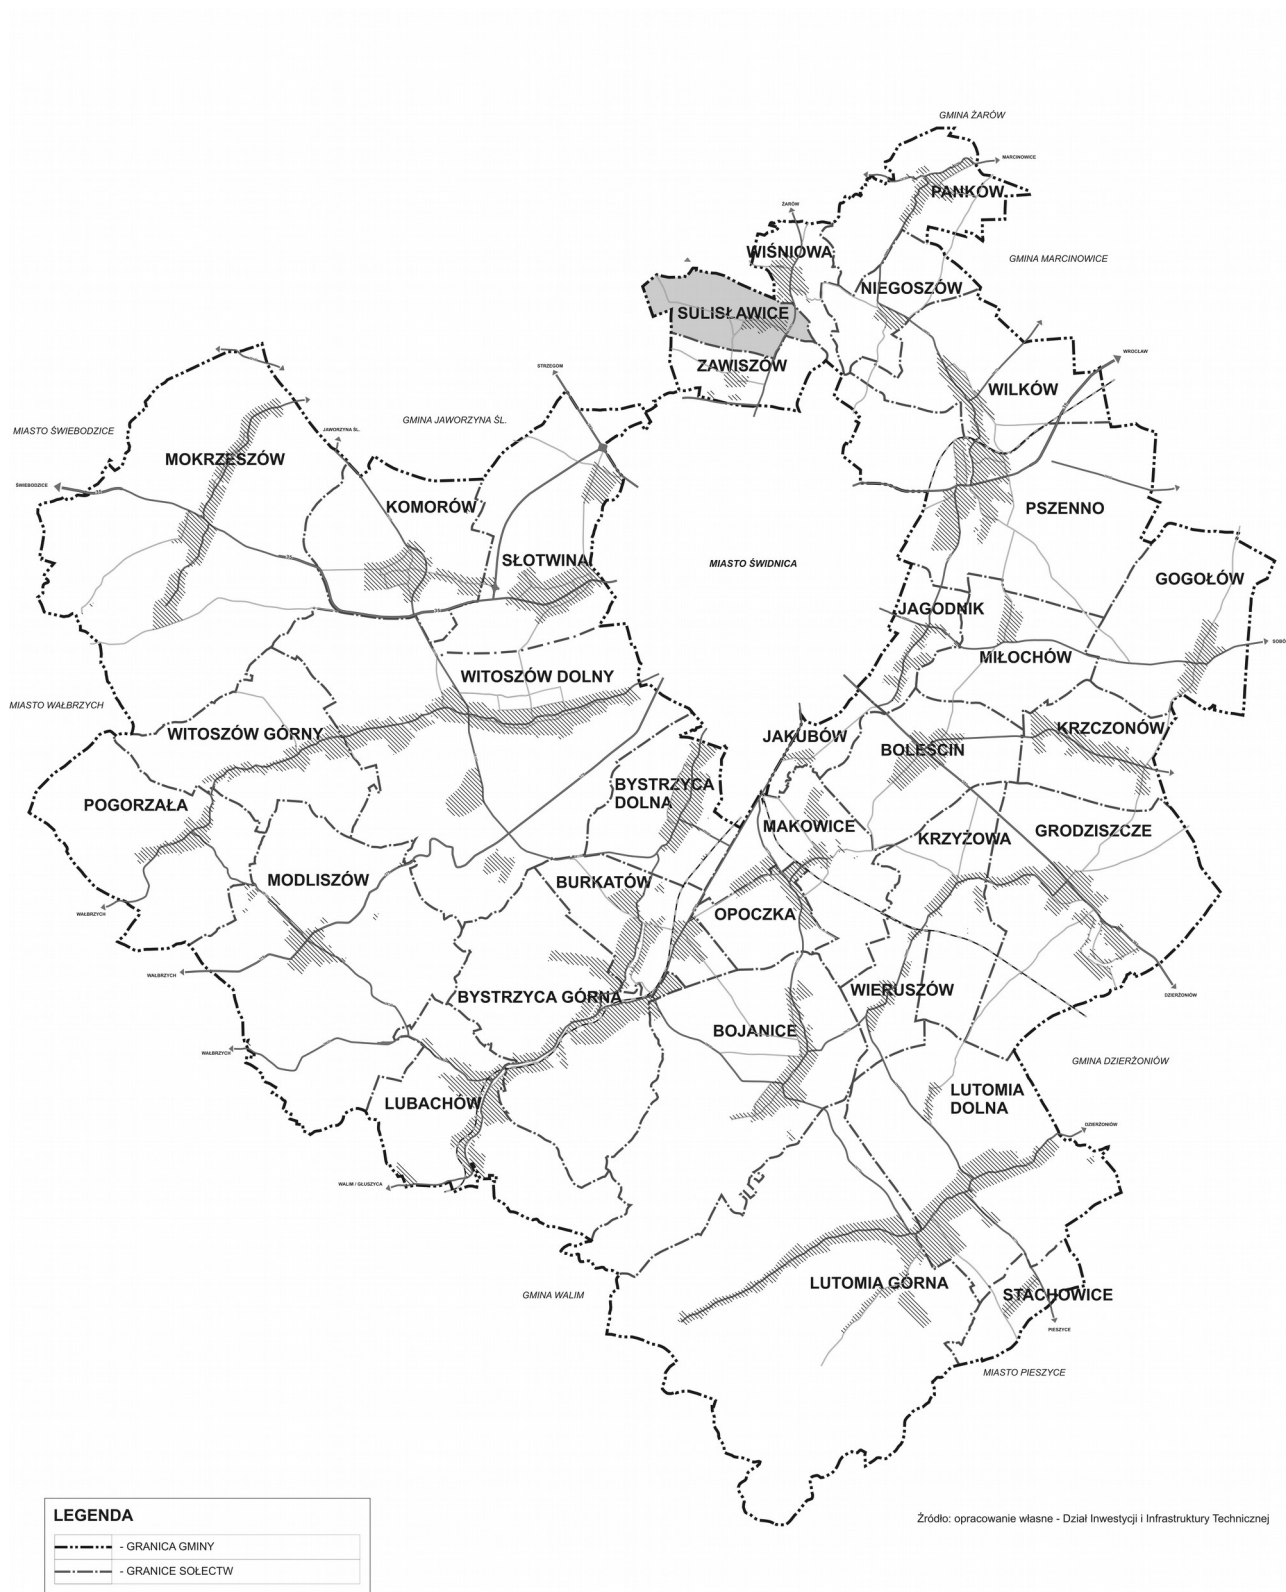 GMINA ŻARÓW
MARCINOWICE
PANKÓW
ŻARÓW
WIŚNIOWA
GMINA MARCINOWICE
NIEGOSZÓW
SULISŁAWICE
WROCŁAW
ZAWISZÓW
STRZEGOM
WILKÓW
GMINA JAWORZYNA ŚL.
JAWORZYNA ŚL.
MIASTO ŚWIEBODZICE
MOKRZESZÓW
ŚWIEBODZICE
KOMORÓW
PSZENNO
SŁOTWINA
MIASTO ŚWIDNICA
GOGOŁÓW
JAGODNIK
SOBÓ
MIŁOCHÓW
WITOSZÓW DOLNY
MIASTO WAŁBRZYCH
WITOSZÓW GÓRNY
KRZCZONÓW
JAKUBÓW
BOLEŚCIN
BYSTRZYCA
DOLNA
POGORZAŁA
MAKOWICE
GRODZISZCZE
KRZYŻOWA
MODLISZÓW
BURKATÓW
WAŁBRZYCH
OPOCZKA
WAŁBRZYCH
WIERUSZÓW
DZIERŻONIÓW
BYSTRZYCA GÓRNA
BOJANICE
WAŁBRZYCH
GMINA DZIERŻONIÓW
LUTOMIA
DOLNA
LUBACHÓW
DZIERŻONIÓW
WALIM / GŁUSZYCA
LUTOMIA GÓRNA
GMINA WALIM
STACHOWICE
PIESZYCE
MIASTO PIESZYCE
LEGENDA
- GRANICA GMINY
- GRANICE SOŁECTW
Źródło: opracowanie własne - Dział Inwestycji i Infrastruktury Technicznej